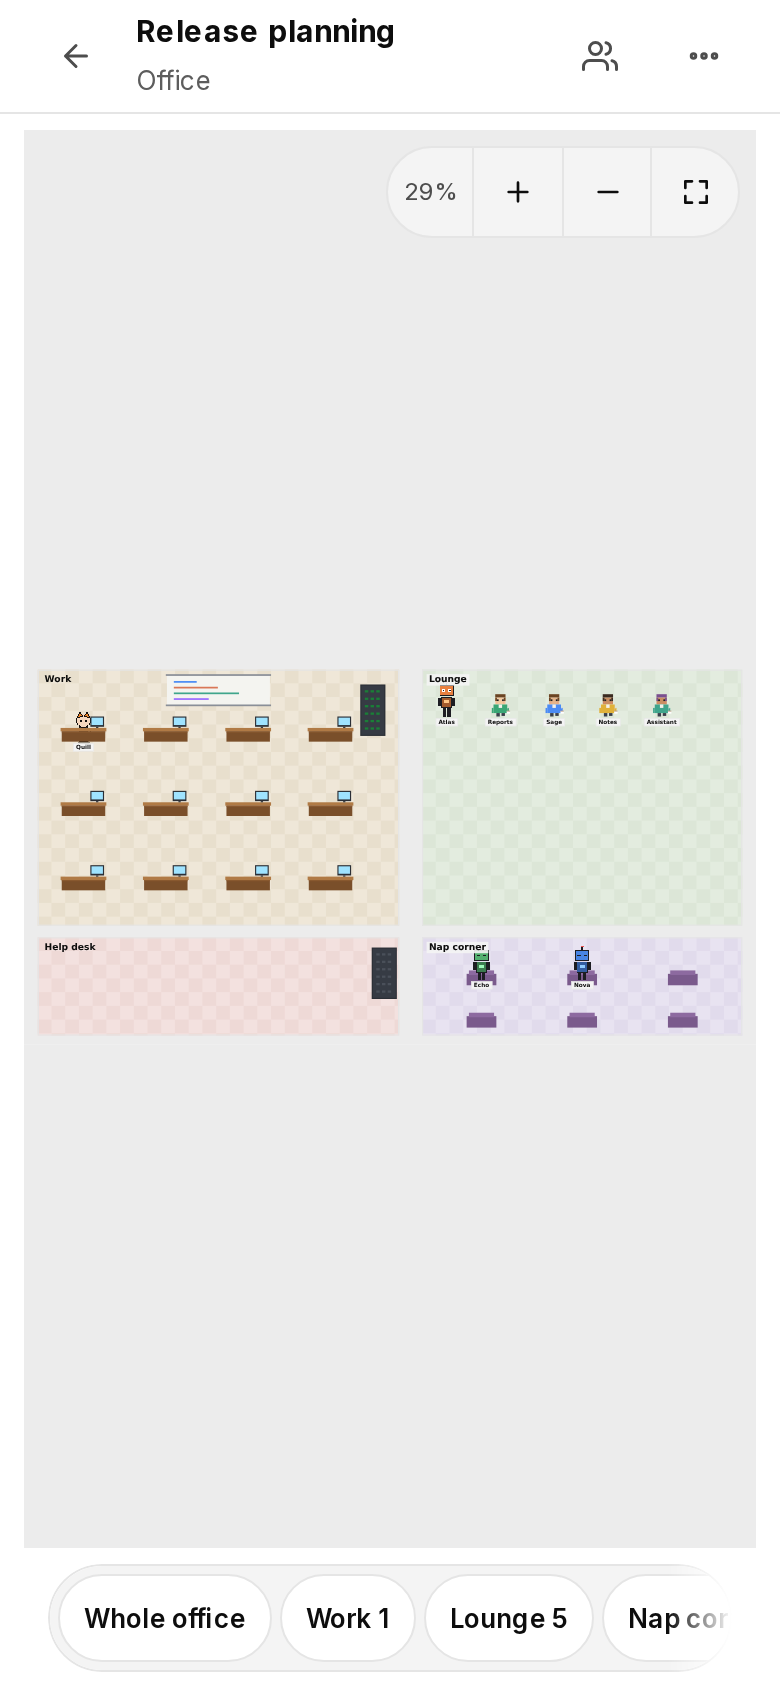 Release planning
Office
29%
Work
Quill
Lounge
Atlas
Reports
Sage
Notes
Assistant
Help desk
Nap corner
Echo
Nova
Whole office
Work 1
Lounge 5
Nap cor